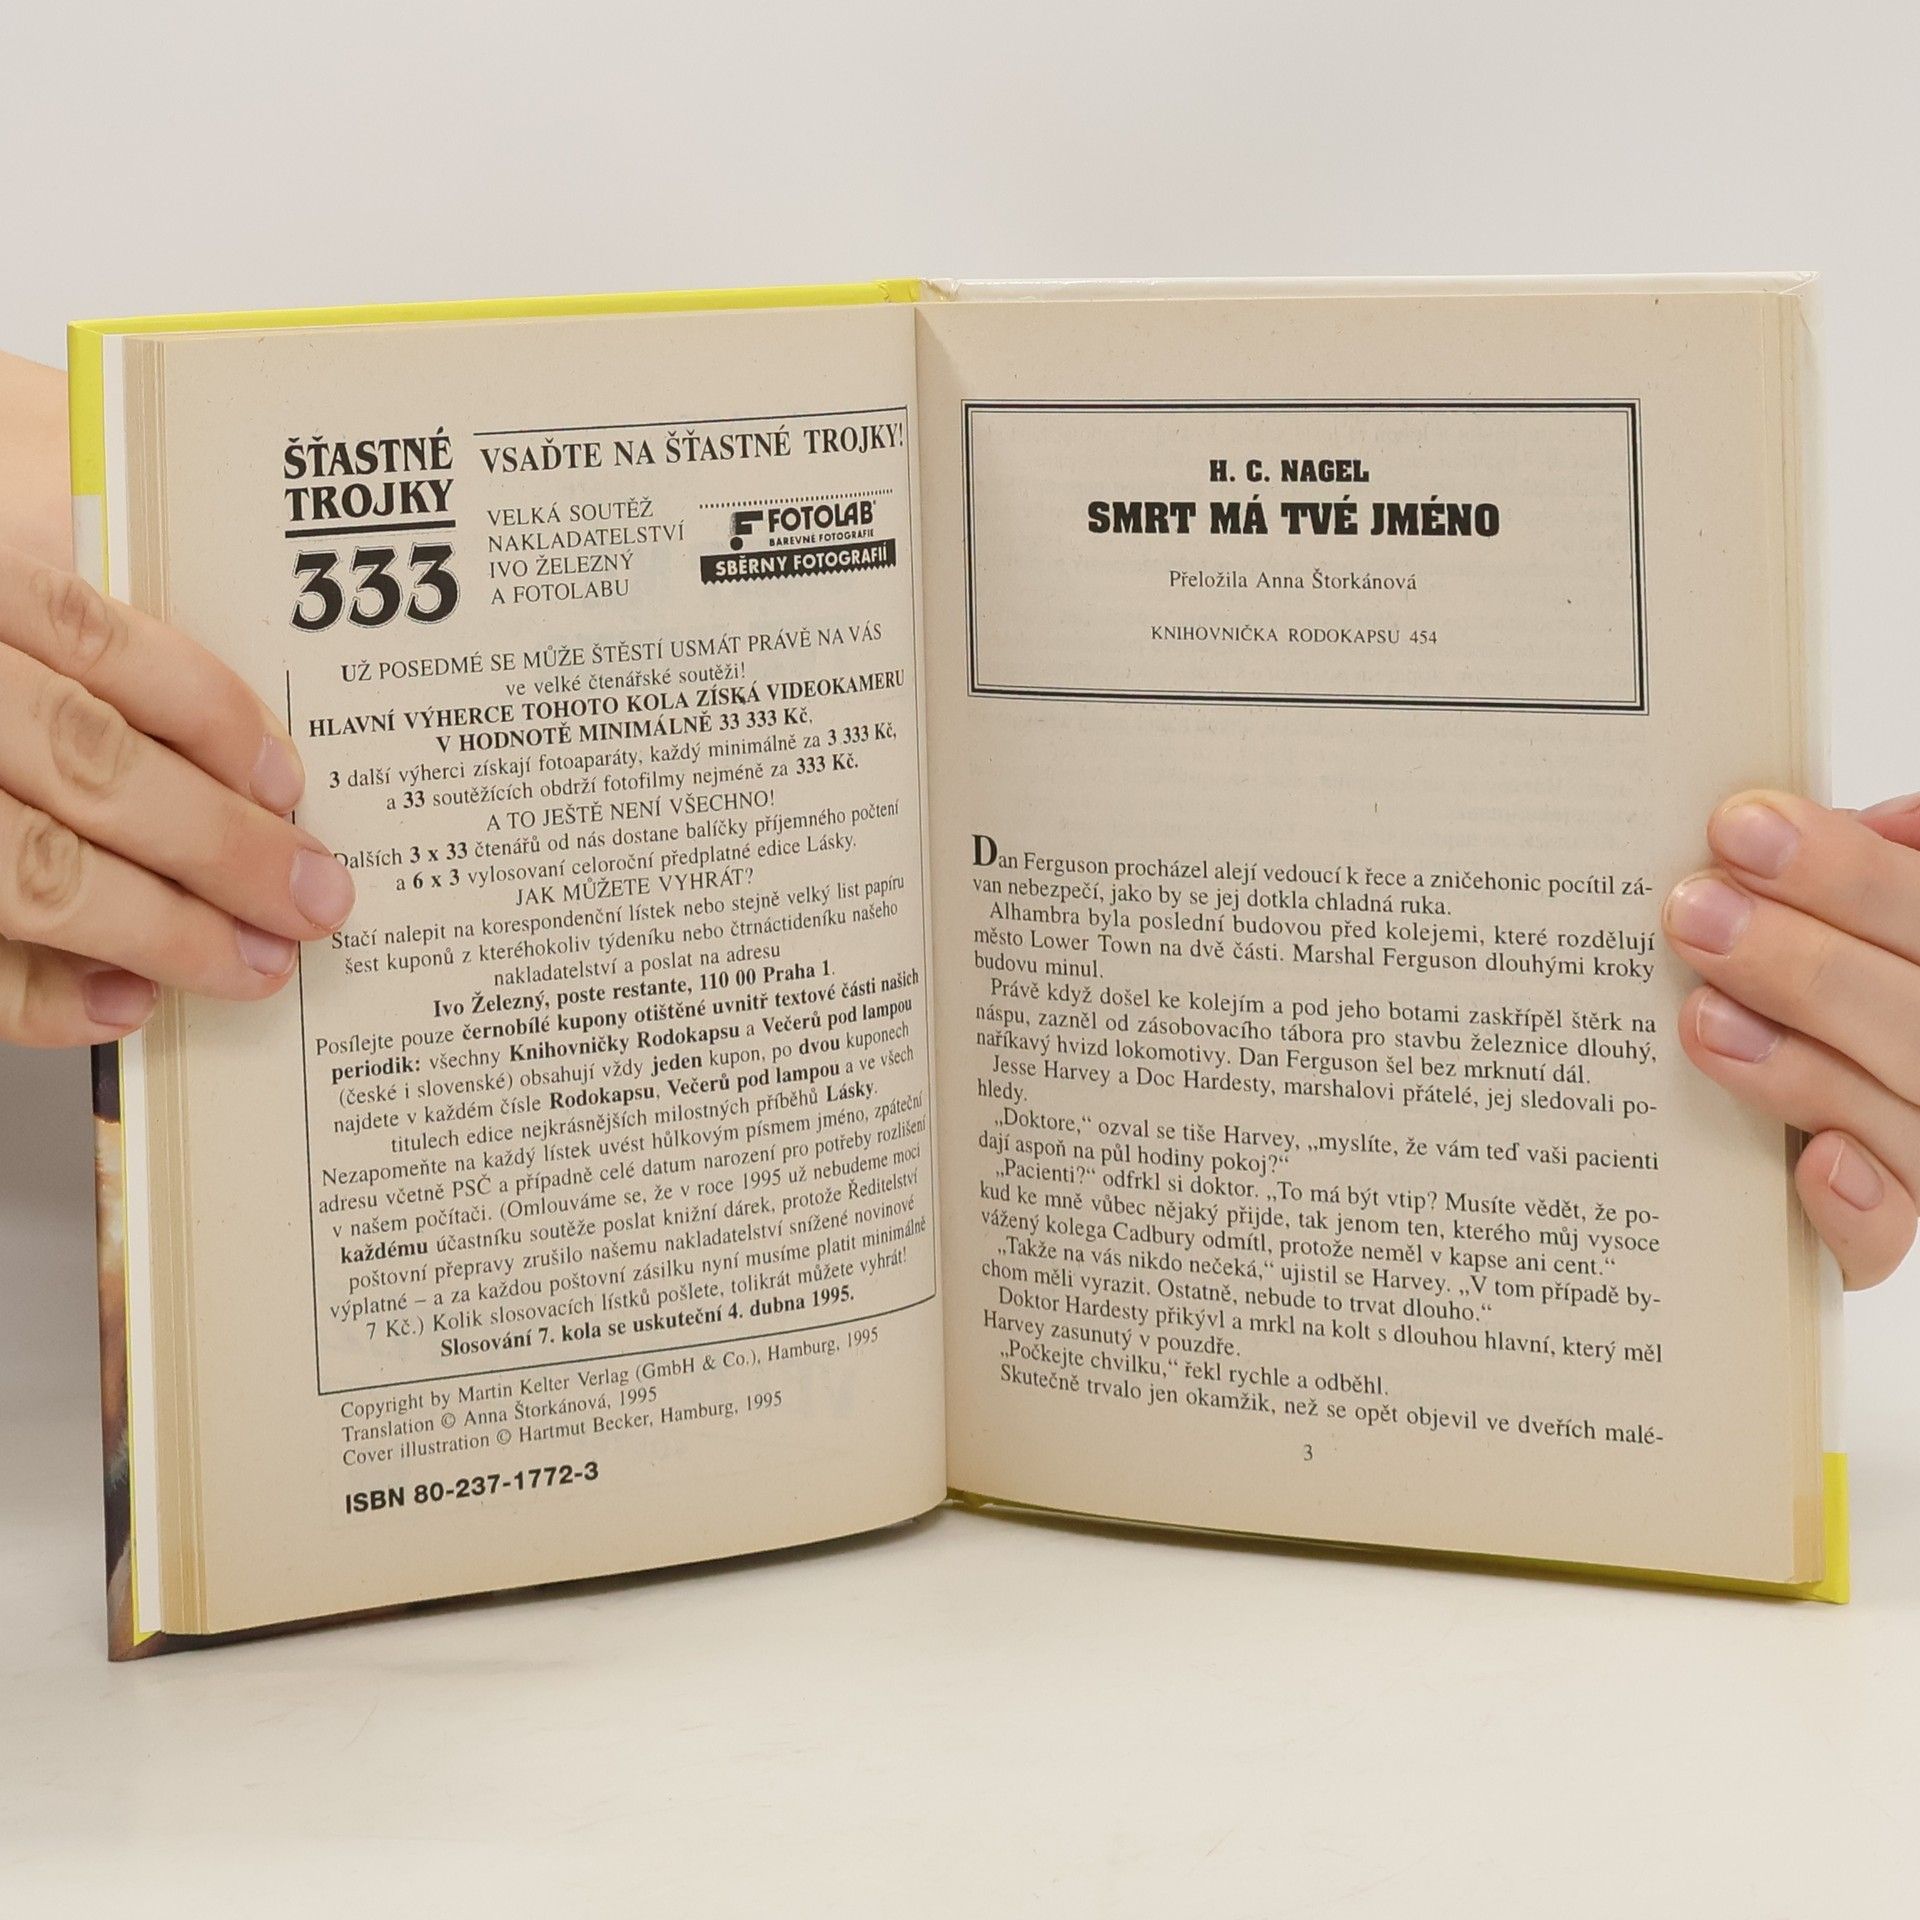 ŠŤASTNÉ
TROJKY
333
VSAĎTE NA ŠŤASTNÉ TROJKY!
VELKÁ SOUTĚŽ
NAKLADATELSTVÍ
IVO ŽELEZNÝ
A FOTOLABU
FOTOLAB
BAREVNÉ FOTOGRAFIE
SBĚRNY FOTOGRAFIÍ
UŽ POSEDMÉ SE MŮŽE ŠTĚSTÍ USMÁT PRÁVĚ NA VÁS
ve velké čtenářské soutěži!
HLAVNÍ VÝHERCE TOHOTO KOLA ZÍSKÁ VIDEOKAMERU
V HODNOTĚ MINIMÁLNĚ 33 333 Kč,
3 další výherci získají fotoaparáty, každý minimálně za 3 333 Kč,
a 33 soutěžících obdrží fotofilmy nejméně za 333 Kč.
A TO JEŠTĚ NENÍ VŠECHNO!
Dalších 3 x 33 čtenářů od nás dostane balíčky příjemného počtení
a 6 x 3 vylosovaní celoroční předplatné edice Lásky.
JAK MŮŽETE VYHRÁT?
Stačí nalepit na korespondenční lístek nebo stejně velký list papíru
šest kuponů z kteréhokoliv týdeníku nebo čtrnáctideníku našeho
nakladatelství a poslat na adresu
Ivo Železný, poste restante, 110 00 Praha 1.
Posílejte pouze černobílé kupony otištěné uvnitř textové části našich
periodik: všechny Knihovničky Rodokapsu a Večerů pod lampou
(české i slovenské) obsahují vždy jeden kupon, po dvou kuponech
najdete v každém čísle Rodokapsu, Večerů pod lampou a ve všech
titulech edice nejkrásnějších milostných příběhů Lásky.
Nezapomeňte na každý lístek uvést hůlkovým písmem jméno, zpáteční
adresu včetně PSČ a případně celé datum narození pro potřeby rozlišení
v našem počítači. (Omlouváme se, že v roce 1995 už nebudeme moci
každému účastníku soutěže poslat knižní dárek, protože Ředitelství
poštovní přepravy zrušilo našemu nakladatelství snížené novinové
výplatné – a za každou poštovní zásilku nyní musíme platit minimálně
7 Kč.) Kolik slosovacích lístků pošlete, tolikrát můžete vyhrát!
Slosování 7. kola se uskuteční 4. dubna 1995.
Copyright by Martin Kelter Verlag (GmbH & Co.), Hamburg, 1995
Translation © Anna Štorkánová, 1995
Cover illustration © Hartmut Becker, Hamburg, 1995
ISBN 80-237-1772-3
H. C. NAGEL
SMRT MÁ TVÉ JMÉNO
Přeložila Anna Štorkánová
KNIHOVNIČKA RODOKAPSU 454
Dan Ferguson procházel alejí vedoucí k řece a zničehonic pocítil zá-
van nebezpečí, jako by se jej dotkla chladná ruka.
Alhambra byla poslední budovou před kolejemi, které rozdělují
město Lower Town na dvě části. Marshal Ferguson dlouhými kroky
budovu minul.
Právě když došel ke kolejím a pod jeho botami zaskřípěl štěrk na
náspu, zazněl od zásobovacího tábora pro stavbu železnice dlouhý,
naříkavý hvizd lokomotivy. Dan Ferguson šel bez mrknutí dál.
Jesse Harvey a Doc Hardesty, marshalovi přátelé, jej sledovali po-
hledy.
„Doktore,“ ozval se tiše Harvey, „myslíte, že vám teď vaši pacienti
dají aspoň na půl hodiny pokoj?“
„Pacienti?“ odfrkl si doktor. „To má být vtip? Musíte vědět, že po-
kud ke mně vůbec nějaký přijde, tak jenom ten, kterého můj vysoce
vážený kolega Cadbury odmítl, protože neměl v kapse ani cent.“
„Takže na vás nikdo nečeká,“ ujistil se Harvey. „V tom případě by-
chom měli vyrazit. Ostatně, nebude to trvat dlouho.“
Doktor Hardesty přikývl a mrkl na kolt s dlouhou hlavní, který měl
Harvey zasunutý v pouzdře.
„Počkejte chvilku,“ řekl rychle a odběhl.
Skutečně trvalo jen okamžik, než se opět objevil ve dveřích malé-
3